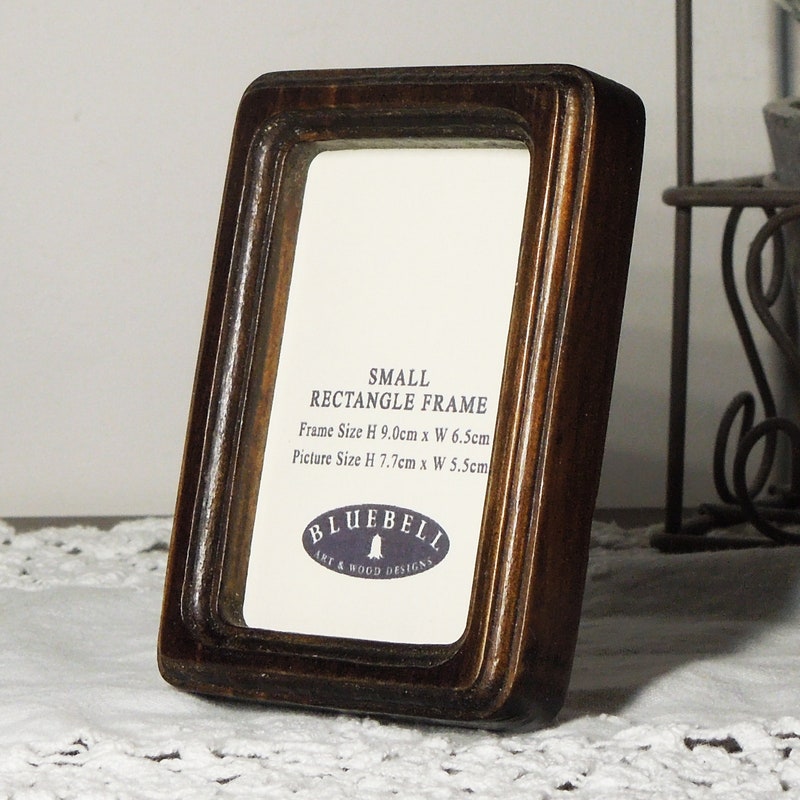 SMALL
RECTANGLE FRAME
Frame Size H 9.0cm x W 6.5cm
Picture Size H 7.7cm x W 5.5cm
BLUEBELL
ART & WOOD DESIGNS